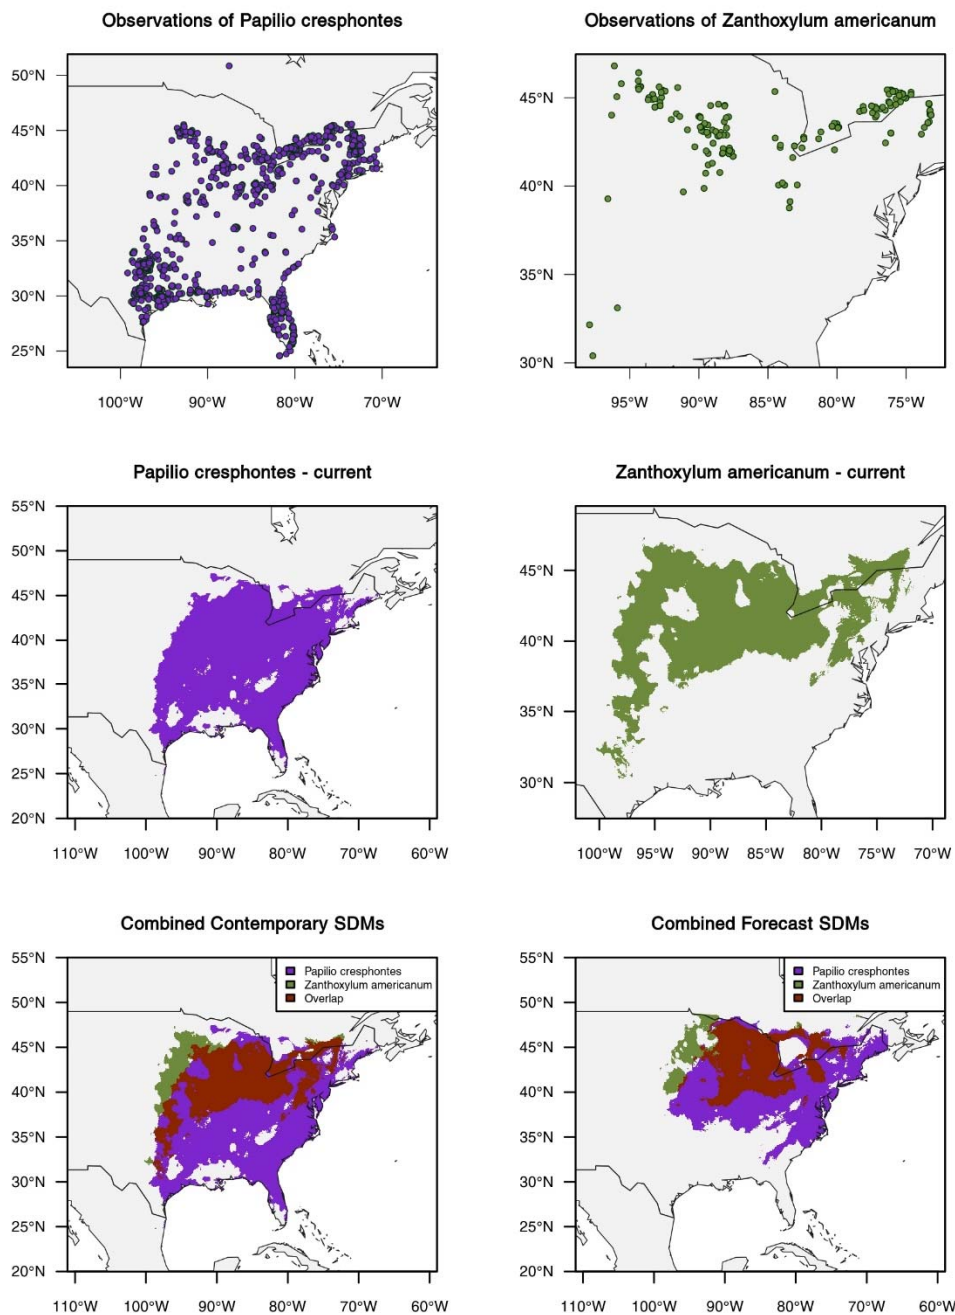 Observations of Papilio cresphontes
Observations of Zanthoxylum americanum
50°N
45°N
40°N
35°N
30°N
25°N
100°W 90°W 80°W 70°W
45°N
40°N
35°N
30°N
95°W 90°W 85°W 80°W 75°W
Papilio cresphontes - current
Zanthoxylum americanum - current
55°N
50°N
45°N
40°N
35°N
30°N
25°N
20°N
110°W 100°W 90°W 80°W 70°W 60°W
45°N
40°N
35°N
30°N
100°W 95°W 90°W 85°W 80°W 75°W 70°W
Combined Contemporary SDMs
Combined Forecast SDMs
55°N
50°N
45°N
40°N
35°N
30°N
25°N
20°N
Papilio cresphontes
Zanthoxylum americanum
Overlap
110°W 100°W 90°W 80°W 70°W 60°W
55°N
50°N
45°N
40°N
35°N
30°N
25°N
20°N
Papilio cresphontes
Zanthoxylum americanum
Overlap
110°W 100°W 90°W 80°W 70°W 60°W